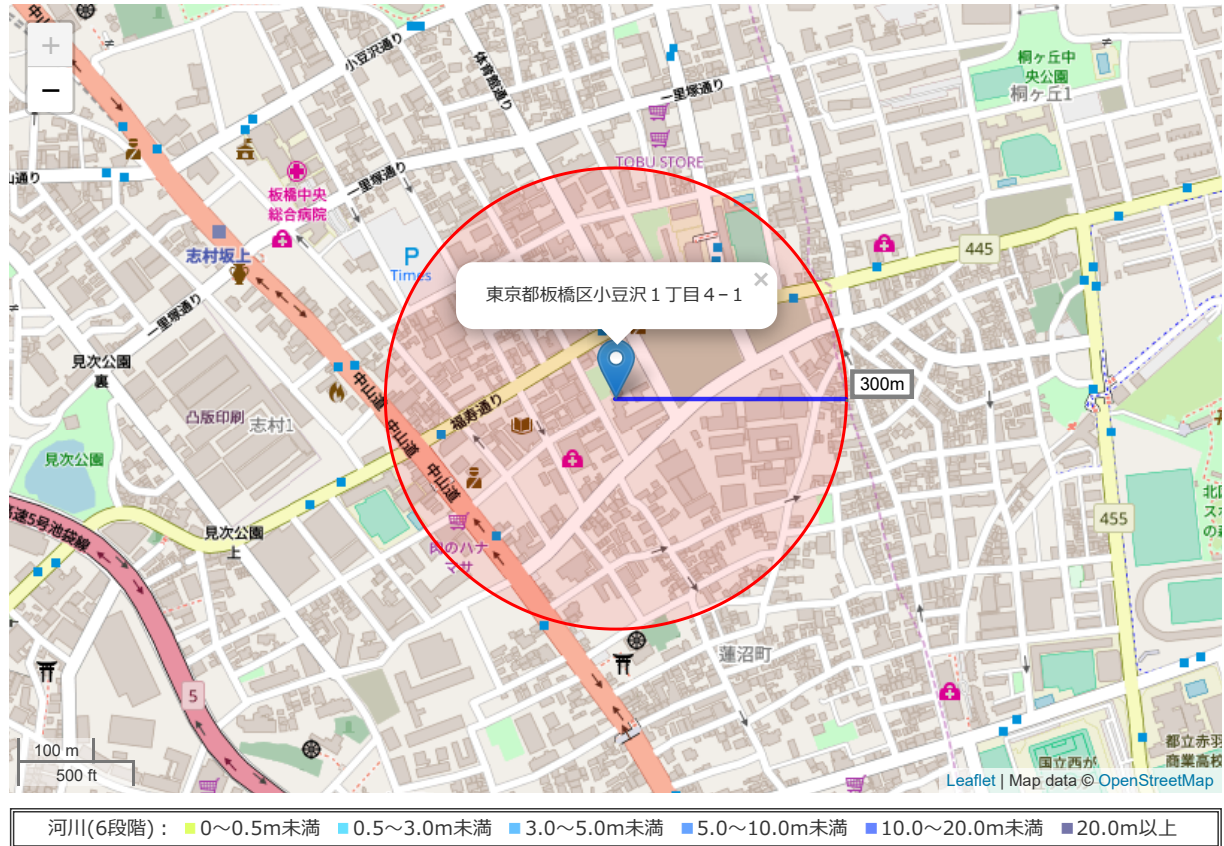 +
−
小豆沢通り
体育館通り
一里塚通り
桐ヶ丘中
央公園
桐ヶ丘1
TOBU STORE
山通り
板橋中央
総合病院
一里塚通り
志村坂上
P
Times
445
東京都板橋区小豆沢1丁目4−1
×
一里塚通り
見次公園
裏
中山道
300m
凸版印刷
志村1
福寿通り
中山道
見次公園
中山道
北区
スポ
の森
高速5号池袋線
見次公園
上
455
肉のハナ
マサ
蓮沼町
5
100 m
500 ft
都立赤羽
商業高校
国立西が
Leaflet | Map data © OpenStreetMap
河川(6段階)： 0～0.5m未満 0.5～3.0m未満 3.0～5.0m未満 5.0～10.0m未満 10.0～20.0m未満 20.0m以上